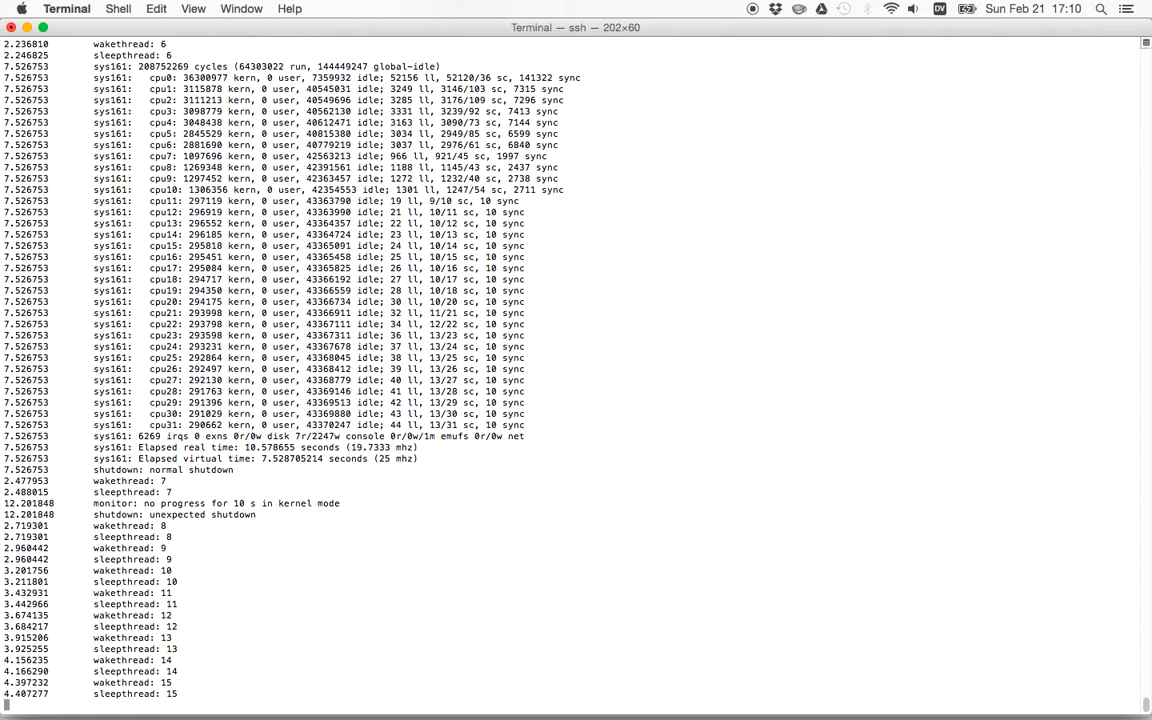 Terminal Shell Edit View Window Help DV Sun Feb 21 17:10
Terminal — ssh — 202×60
2.236810 wakethread: 6
2.246825 sleepthread: 6
7.526753 sys161: 208752269 cycles (64303022 run, 144449247 global-idle)
7.526753 sys161: cpu0: 36300977 kern, 0 user, 7359932 idle; 52156 ll, 52120/36 sc, 141322 sync
7.526753 sys161: cpu1: 3115878 kern, 0 user, 40545031 idle; 3249 ll, 3146/103 sc, 7315 sync
7.526753 sys161: cpu2: 3111213 kern, 0 user, 40549696 idle; 3285 ll, 3176/109 sc, 7296 sync
7.526753 sys161: cpu3: 3098779 kern, 0 user, 40562130 idle; 3331 ll, 3239/92 sc, 7413 sync
7.526753 sys161: cpu4: 3048438 kern, 0 user, 40612471 idle; 3163 ll, 3090/73 sc, 7144 sync
7.526753 sys161: cpu5: 2845529 kern, 0 user, 40815380 idle; 3034 ll, 2949/85 sc, 6599 sync
7.526753 sys161: cpu6: 2881690 kern, 0 user, 40779219 idle; 3037 ll, 2976/61 sc, 6840 sync
7.526753 sys161: cpu7: 1097696 kern, 0 user, 42563213 idle; 966 ll, 921/45 sc, 1997 sync
7.526753 sys161: cpu8: 1269348 kern, 0 user, 42391561 idle; 1188 ll, 1145/43 sc, 2437 sync
7.526753 sys161: cpu9: 1297452 kern, 0 user, 42363457 idle; 1272 ll, 1232/40 sc, 2738 sync
7.526753 sys161: cpu10: 1306356 kern, 0 user, 42354553 idle; 1301 ll, 1247/54 sc, 2711 sync
7.526753 sys161: cpu11: 297119 kern, 0 user, 43363790 idle; 19 ll, 9/10 sc, 10 sync
7.526753 sys161: cpu12: 296919 kern, 0 user, 43363990 idle; 21 ll, 10/11 sc, 10 sync
7.526753 sys161: cpu13: 296552 kern, 0 user, 43364357 idle; 22 ll, 10/12 sc, 10 sync
7.526753 sys161: cpu14: 296185 kern, 0 user, 43364724 idle; 23 ll, 10/13 sc, 10 sync
7.526753 sys161: cpu15: 295818 kern, 0 user, 43365091 idle; 24 ll, 10/14 sc, 10 sync
7.526753 sys161: cpu16: 295451 kern, 0 user, 43365458 idle; 25 ll, 10/15 sc, 10 sync
7.526753 sys161: cpu17: 295084 kern, 0 user, 43365825 idle; 26 ll, 10/16 sc, 10 sync
7.526753 sys161: cpu18: 294717 kern, 0 user, 43366192 idle; 27 ll, 10/17 sc, 10 sync
7.526753 sys161: cpu19: 294350 kern, 0 user, 43366559 idle; 28 ll, 10/18 sc, 10 sync
7.526753 sys161: cpu20: 294175 kern, 0 user, 43366734 idle; 30 ll, 10/20 sc, 10 sync
7.526753 sys161: cpu21: 293998 kern, 0 user, 43366911 idle; 32 ll, 11/21 sc, 10 sync
7.526753 sys161: cpu22: 293798 kern, 0 user, 43367111 idle; 34 ll, 12/22 sc, 10 sync
7.526753 sys161: cpu23: 293598 kern, 0 user, 43367311 idle; 36 ll, 13/23 sc, 10 sync
7.526753 sys161: cpu24: 293231 kern, 0 user, 43367678 idle; 37 ll, 13/24 sc, 10 sync
7.526753 sys161: cpu25: 292864 kern, 0 user, 43368045 idle; 38 ll, 13/25 sc, 10 sync
7.526753 sys161: cpu26: 292497 kern, 0 user, 43368412 idle; 39 ll, 13/26 sc, 10 sync
7.526753 sys161: cpu27: 292130 kern, 0 user, 43368779 idle; 40 ll, 13/27 sc, 10 sync
7.526753 sys161: cpu28: 291763 kern, 0 user, 43369146 idle; 41 ll, 13/28 sc, 10 sync
7.526753 sys161: cpu29: 291396 kern, 0 user, 43369513 idle; 42 ll, 13/29 sc, 10 sync
7.526753 sys161: cpu30: 291029 kern, 0 user, 43369880 idle; 43 ll, 13/30 sc, 10 sync
7.526753 sys161: cpu31: 290662 kern, 0 user, 43370247 idle; 44 ll, 13/31 sc, 10 sync
7.526753 sys161: 6269 irqs 0 exns 0r/0w disk 7r/2247w console 0r/0w/1m emufs 0r/0w net
7.526753 sys161: Elapsed real time: 10.578655 seconds (19.7333 mhz)
7.526753 sys161: Elapsed virtual time: 7.528705214 seconds (25 mhz)
7.526753 shutdown: normal shutdown
2.477953 wakethread: 7
2.488015 sleepthread: 7
12.201848 monitor: no progress for 10 s in kernel mode
12.201848 shutdown: unexpected shutdown
2.719301 wakethread: 8
2.719301 sleepthread: 8
2.960442 wakethread: 9
2.960442 sleepthread: 9
3.201756 wakethread: 10
3.211801 sleepthread: 10
3.432931 wakethread: 11
3.442966 sleepthread: 11
3.674135 wakethread: 12
3.684217 sleepthread: 12
3.915206 wakethread: 13
3.925255 sleepthread: 13
4.156235 wakethread: 14
4.166290 sleepthread: 14
4.397232 wakethread: 15
4.407277 sleepthread: 15